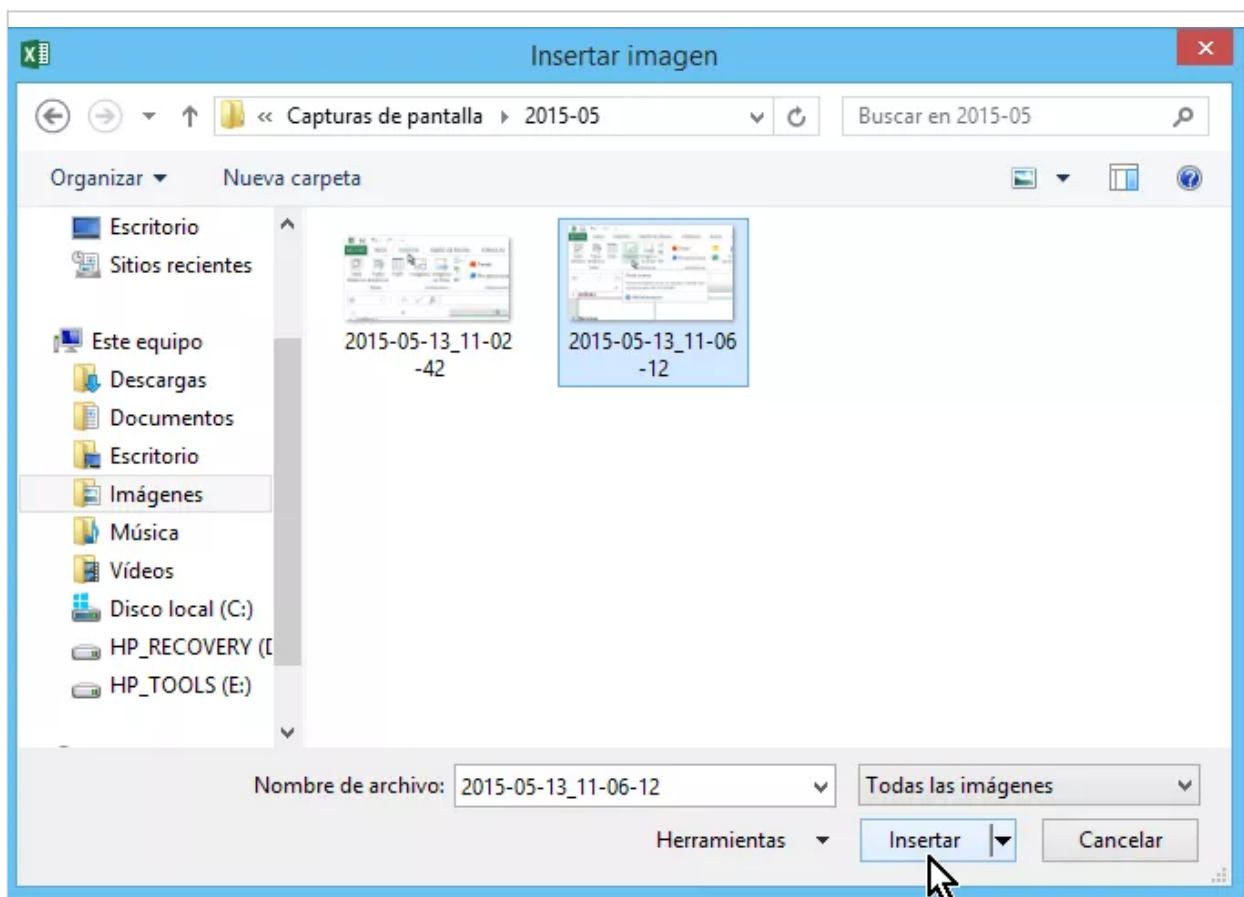 Insertar imagen
« Capturas de pantalla 2015-05
Buscar en 2015-05
Organizar
Nueva carpeta
Escritorio
Sitios recientes
Este equipo
Descargas
Documentos
Escritorio
Imágenes
Música
Vídeos
Disco local (C:)
HP_RECOVERY (D
HP_TOOLS (E:)
2015-05-13_11-02
-42
2015-05-13_11-06
-12
Nombre de archivo: 2015-05-13_11-06-12
Todas las imágenes
Herramientas
Insertar
Cancelar